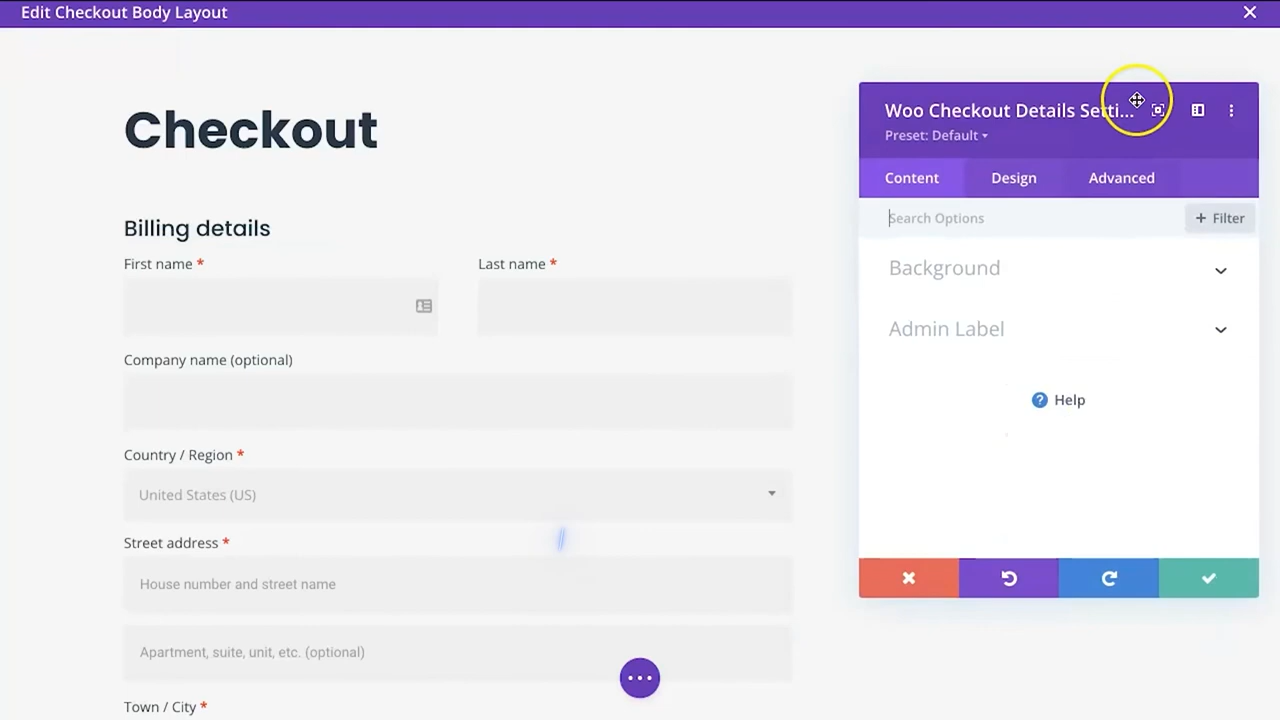 Edit Checkout Body Layout
Checkout
Billing details
First name *
Last name *
Company name (optional)
Country / Region *
United States (US)
Street address *
House number and street name
Apartment, suite, unit, etc. (optional)
Town / City *
Woo Checkout Details Setti...
Preset: Default
Content
Design
Advanced
Search Options
+ Filter
Background
Admin Label
? Help